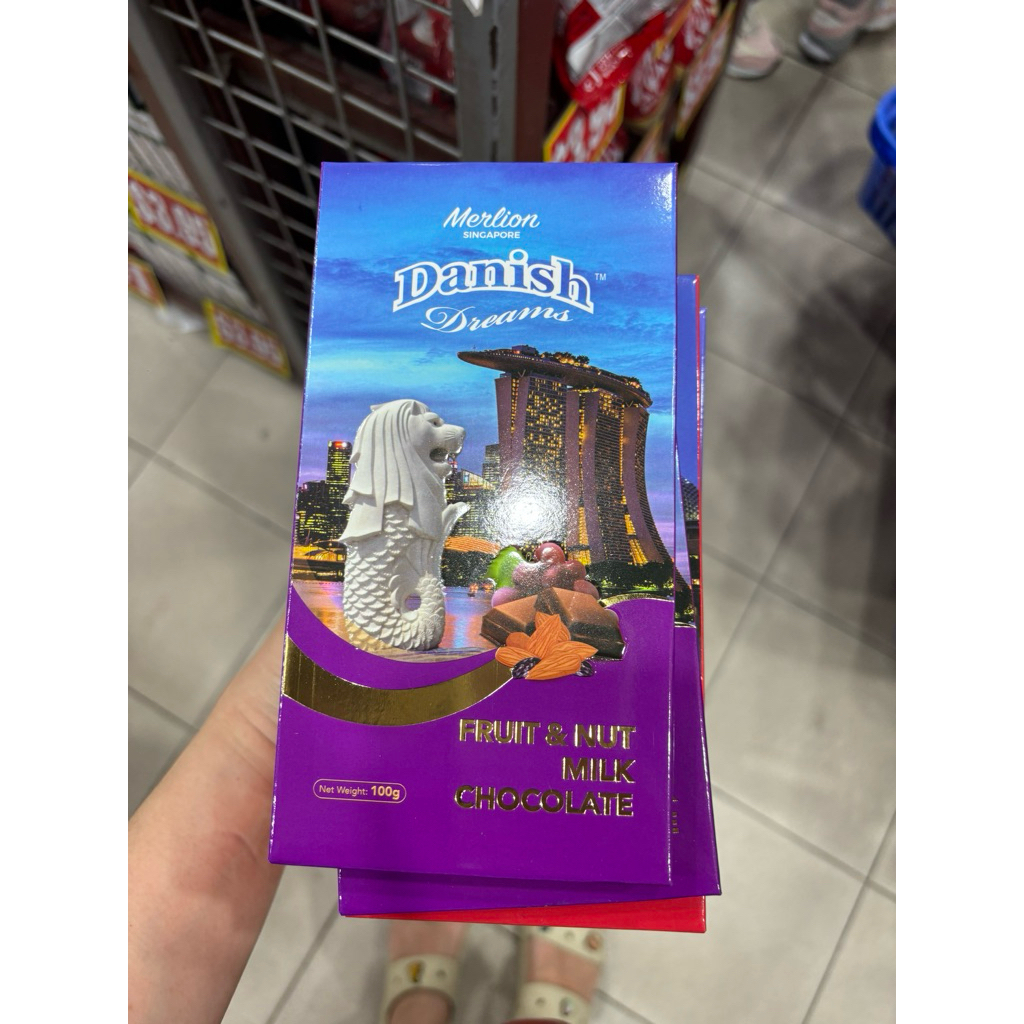 Merlion
SINGAPORE
Danish™
Dreams
FRUIT & NUT
MILK
CHOCOLATE
Net Weight: 100g